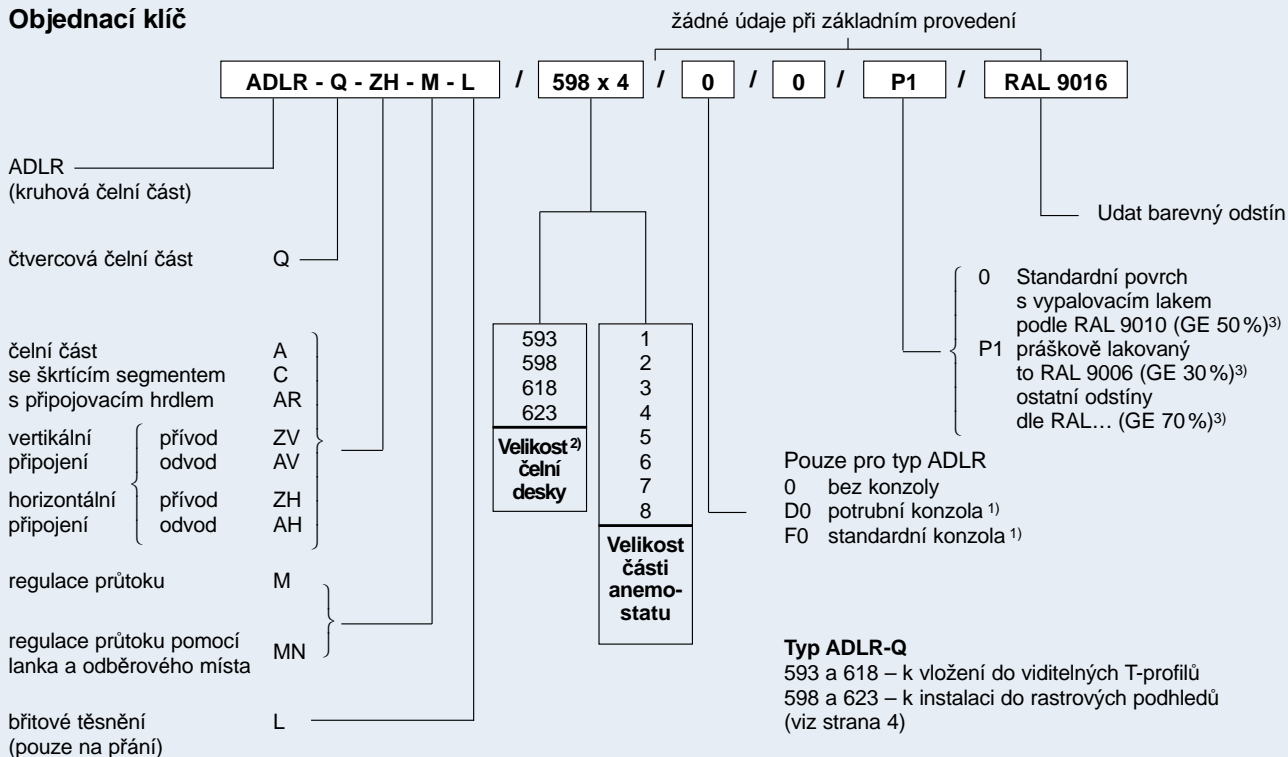 Objednací klíč
žádné údaje při základním provedení
ADLR - Q - ZH - M - L / 598 x 4 / 0 / 0 / P1 / RAL 9016
ADLR
(kruhová čelní část)
Udat barevný odstín
čtvercová čelní část Q
0 Standardní povrch
s vypalovacím lakem
podle RAL 9010 (GE 50 %)3)
P1 práškově lakovaný
to RAL 9006 (GE 30 %)3)
ostatní odstíny
dle RAL… (GE 70 %)3)
čelní část A
se škrtícím segmentem C
s připojovacím hrdlem AR
vertikální přívod ZV
připojení odvod AV
horizontální přívod ZH
připojení odvod AH
593
598
618
623
Velikost 2)
čelní
desky
1
2
3
4
5
6
7
8
Velikost
části
anemo-
statu
Pouze pro typ ADLR
0 bez konzoly
D0 potrubní konzola 1)
F0 standardní konzola 1)
regulace průtoku M
regulace průtoku pomocí
lanka a odběrového místa MN
břitové těsnění L
(pouze na přání)
Typ ADLR-Q
593 a 618 – k vložení do viditelných T-profilů
598 a 623 – k instalaci do rastrových podhledů
(viz strana 4)